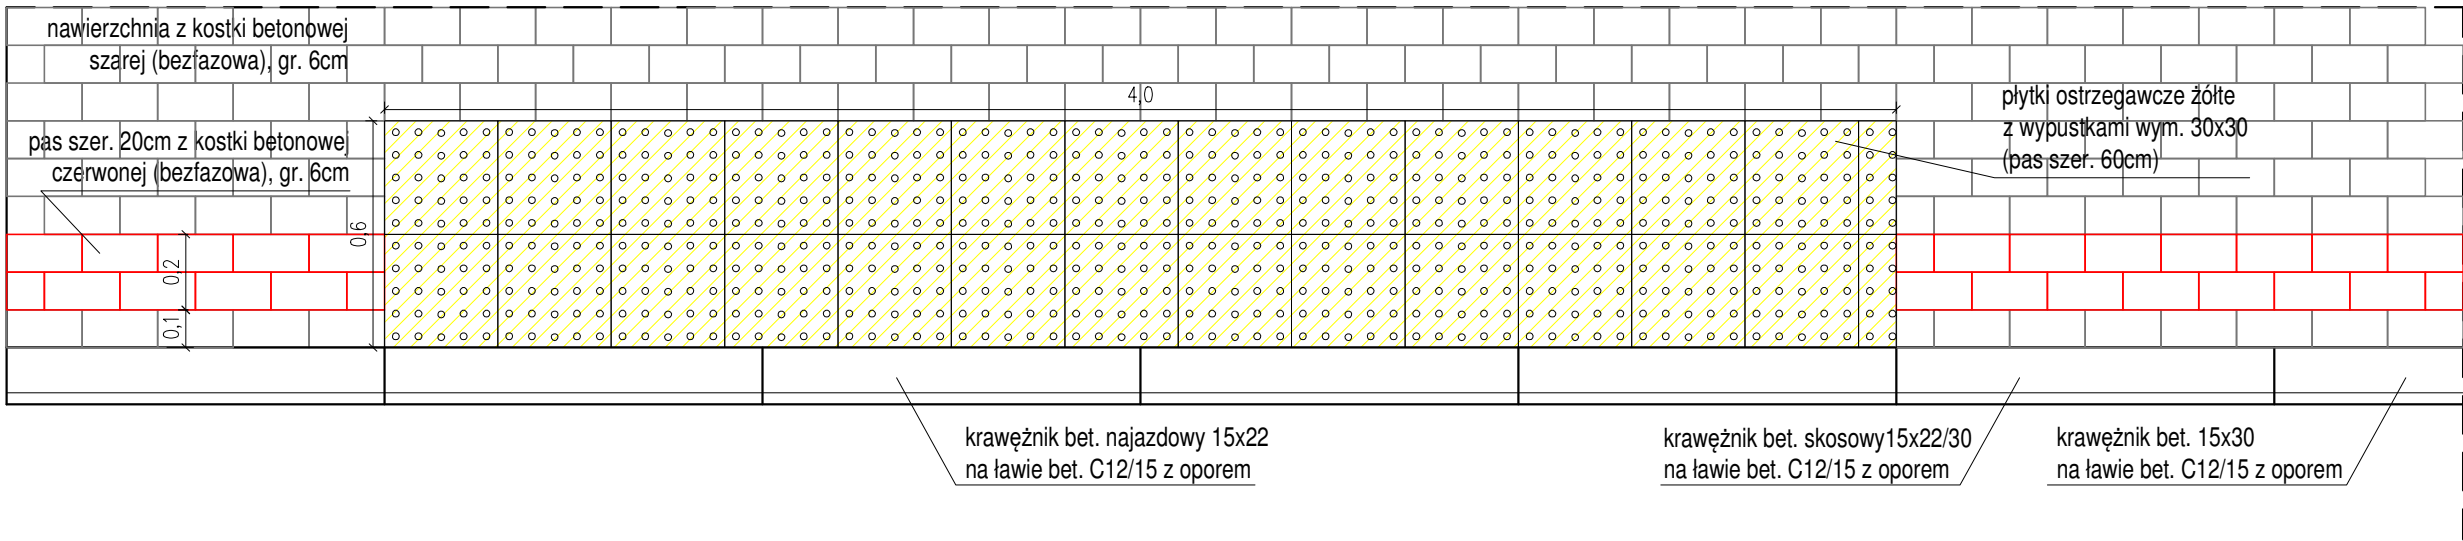 nawierzchnia z kostki betonowej
szarej (bezfazowa), gr. 6cm
4,0
płytki ostrzegawcze żółte
z wypustkami wym. 30x30
(pas szer. 60cm)
pas szer. 20cm z kostki betonowej
czerwonej (bezfazowa), gr. 6cm
0,6
0,2
0,1
krawężnik bet. najazdowy 15x22
na ławie bet. C12/15 z oporem
krawężnik bet. skosowy15x22/30
na ławie bet. C12/15 z oporem
krawężnik bet. 15x30
na ławie bet. C12/15 z oporem